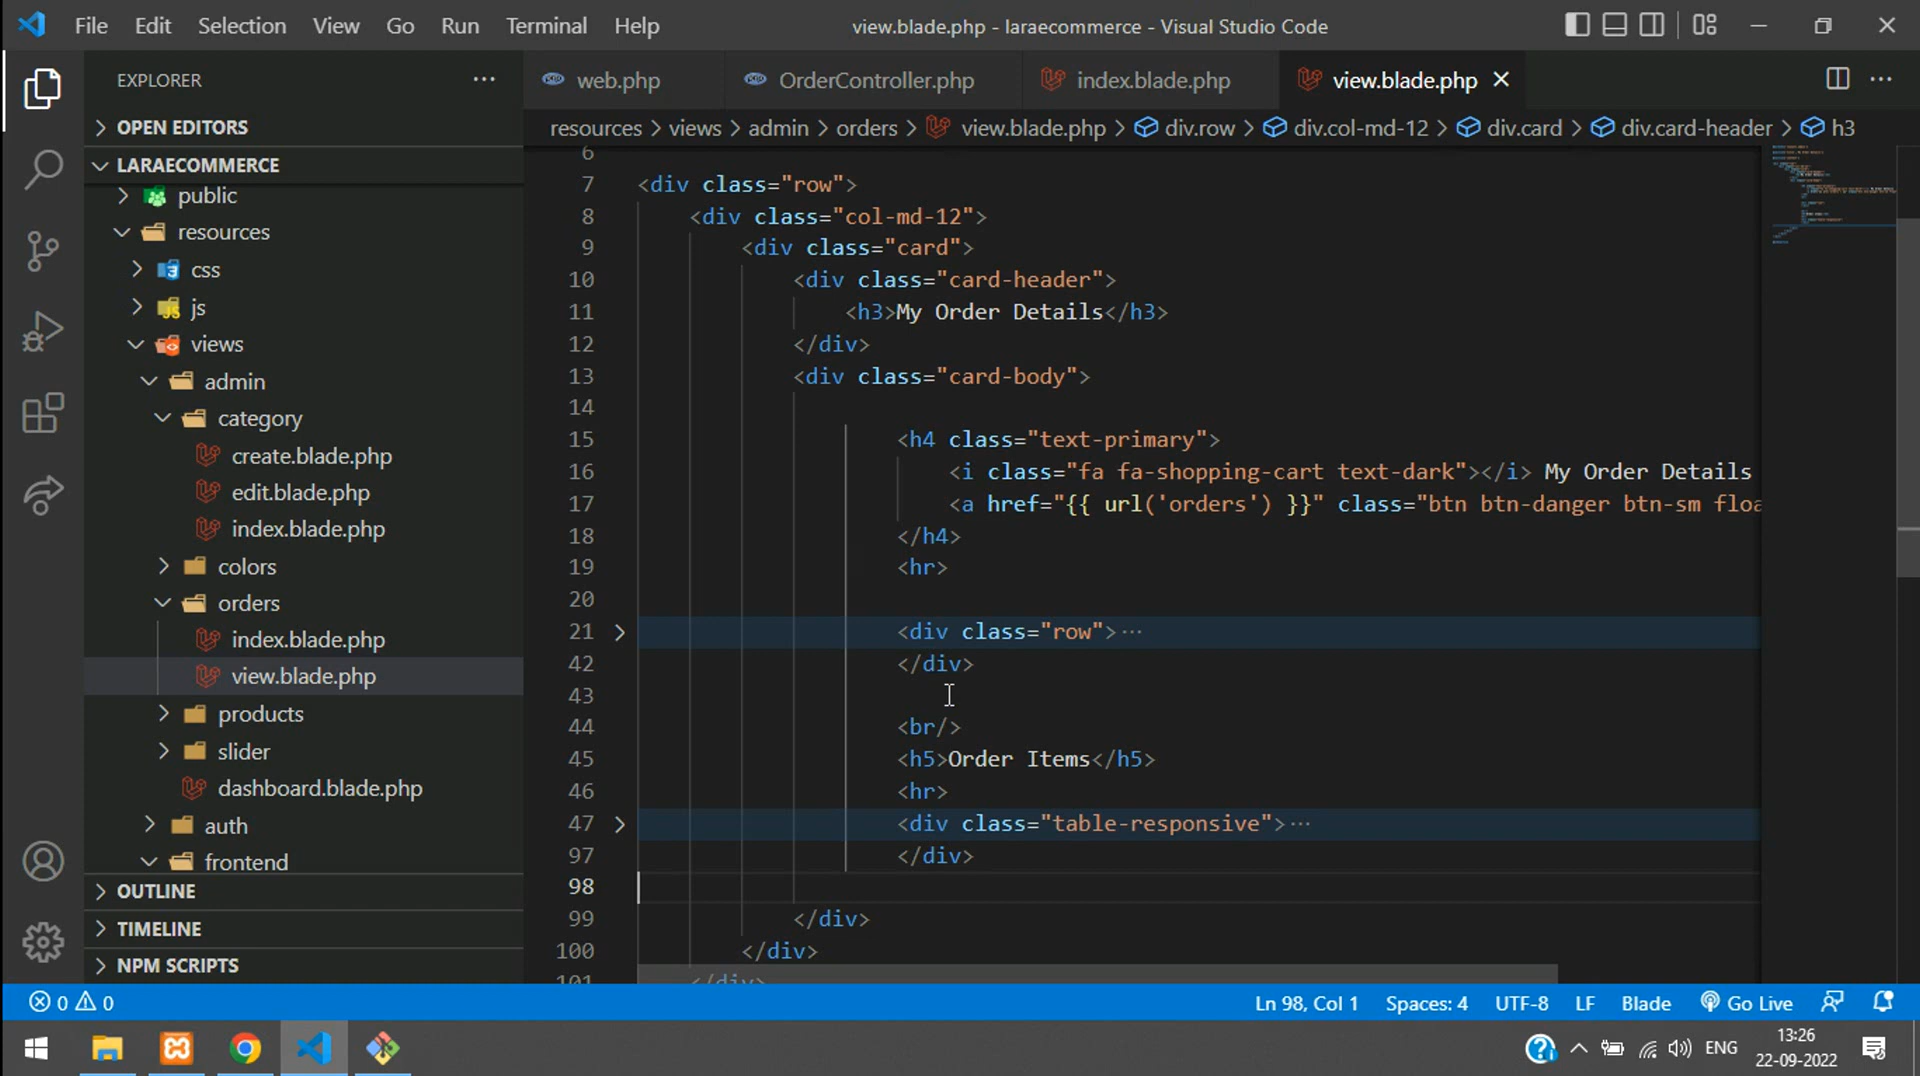 File Edit Selection View Go Run Terminal Help
view.blade.php - laraecommerce - Visual Studio Code
EXPLORER
OPEN EDITORS
LARAECOMMERCE
public
resources
css
js
views
admin
category
create.blade.php
edit.blade.php
index.blade.php
colors
orders
index.blade.php
view.blade.php
products
slider
dashboard.blade.php
auth
frontend
OUTLINE
TIMELINE
NPM SCRIPTS
web.php OrderController.php index.blade.php view.blade.php
resources > views > admin > orders > view.blade.php > div.row > div.col-md-12 > div.card > div.card-header > h3
6
7 <div class="row">
8 <div class="col-md-12">
9 <div class="card">
10 <div class="card-header">
11 <h3>My Order Details</h3>
12 </div>
13 <div class="card-body">
14
15 <h4 class="text-primary">
16 <i class="fa fa-shopping-cart text-dark"></i> My Order Details
17 <a href="{{ url('orders') }}" class="btn btn-danger btn-sm floa
18 </h4>
19 <hr>
20
21 <div class="row">···
42 </div>
43
44 <br/>
45 <h5>Order Items</h5>
46 <hr>
47 <div class="table-responsive">···
97 </div>
98
99 </div>
100 </div>
101 </div>
0 0
Ln 98, Col 1 Spaces: 4 UTF-8 LF Blade Go Live
ENG
13:26
22-09-2022